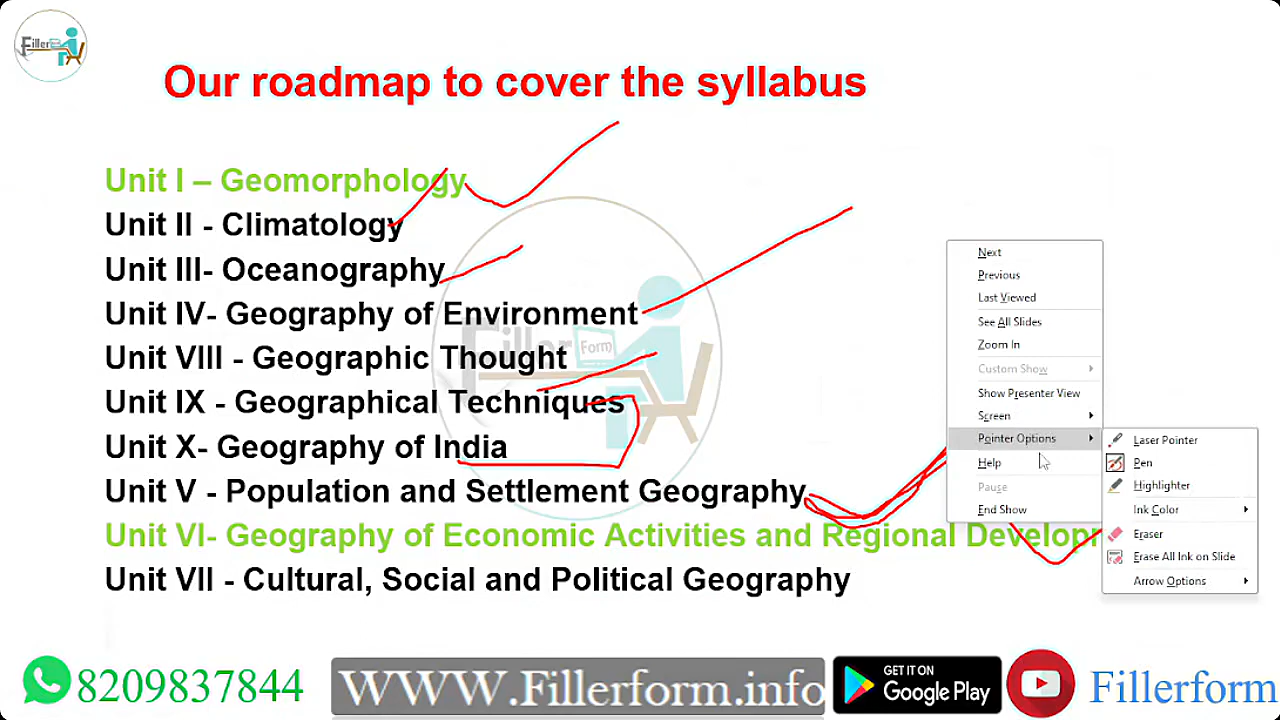 Filler
Our roadmap to cover the syllabus
Unit I – Geomorphology
Unit II - Climatology
Unit III- Oceanography
Unit IV- Geography of Environment
Unit VIII - Geographic Thought
Unit IX - Geographical Techniques
Unit X- Geography of India
Unit V - Population and Settlement Geography
Unit VI- Geography of Economic Activities and Regional Develop
Unit VII - Cultural, Social and Political Geography
Filler Form
Next
Previous
Last Viewed
See All Slides
Zoom In
Custom Show
Show Presenter View
Screen
Pointer Options
Help
Pause
End Show
Laser Pointer
Pen
Highlighter
Ink Color
Eraser
Erase All Ink on Slide
Arrow Options
8209837844
WWW.Fillerform.info
GET IT ON
Google Play
Fillerform